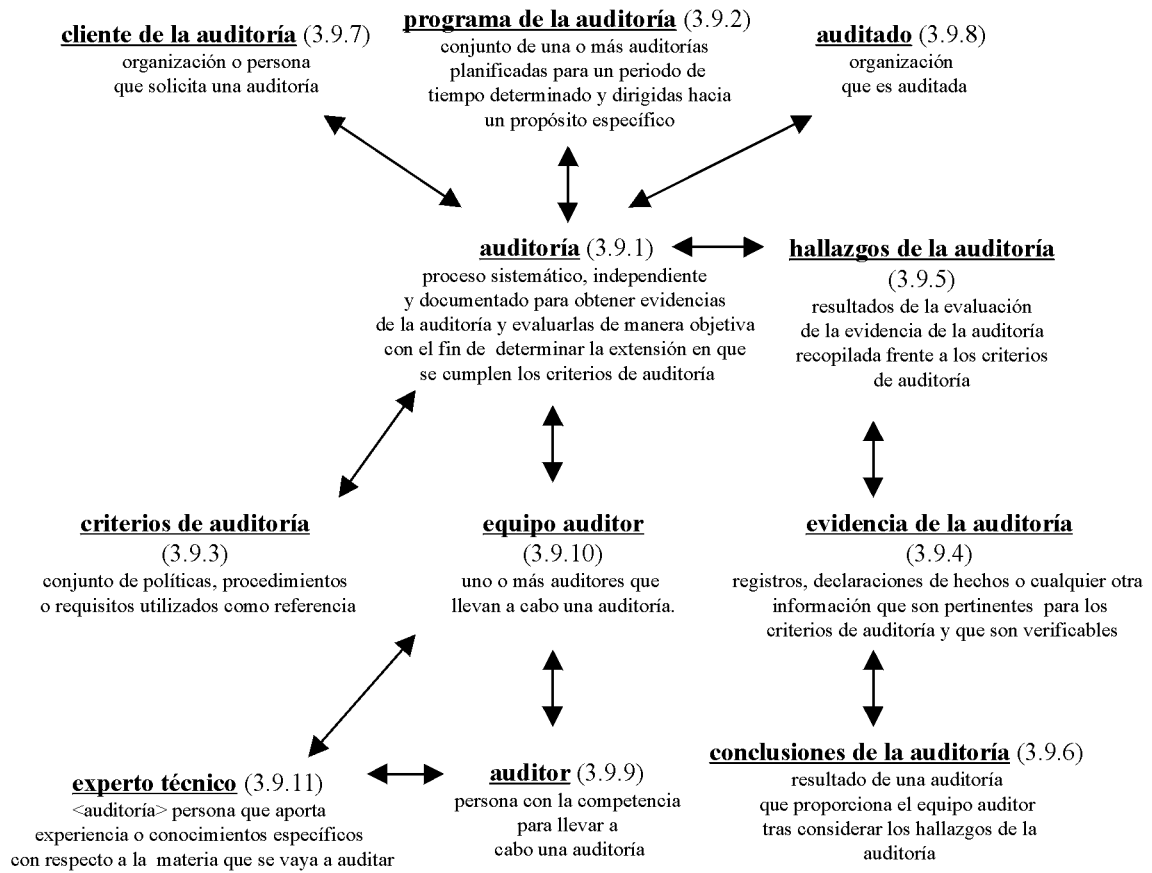 cliente de la auditoría (3.9.7)
organización o persona
que solicita una auditoría
programa de la auditoría (3.9.2)
conjunto de una o más auditorías
planificadas para un periodo de
tiempo determinado y dirigidas hacia
un propósito específico
auditado (3.9.8)
organización
que es auditada
auditoría (3.9.1)
proceso sistemático, independiente
y documentado para obtener evidencias
de la auditoría y evaluarlas de manera objetiva
con el fin de determinar la extensión en que
se cumplen los criterios de auditoría
hallazgos de la auditoría
(3.9.5)
resultados de la evaluación
de la evidencia de la auditoría
recopilada frente a los criterios
de auditoría
criterios de auditoría
(3.9.3)
conjunto de políticas, procedimientos
o requisitos utilizados como referencia
equipo auditor
(3.9.10)
uno o más auditores que
llevan a cabo una auditoría.
evidencia de la auditoría
(3.9.4)
registros, declaraciones de hechos o cualquier otra
información que son pertinentes para los
criterios de auditoría y que son verificables
experto técnico (3.9.11)
<auditoría> persona que aporta
experiencia o conocimientos específicos
con respecto a la materia que se vaya a auditar
auditor (3.9.9)
persona con la competencia
para llevar a
cabo una auditoría
conclusiones de la auditoría (3.9.6)
resultado de una auditoría
que proporciona el equipo auditor
tras considerar los hallazgos de la
auditoría